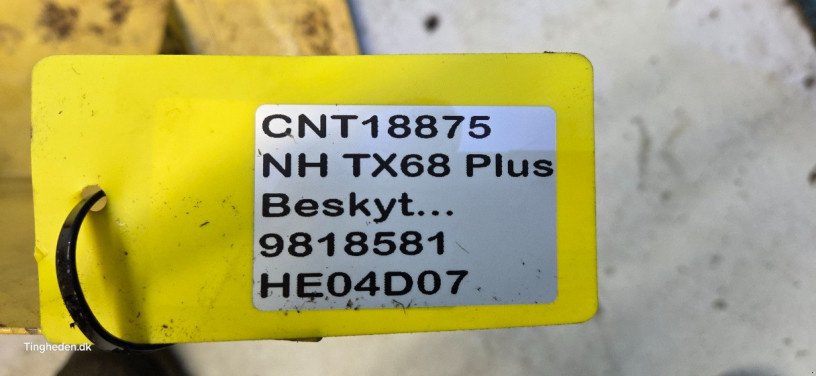 CNT18875
NH TX68 Plus
Beskyt...
9818581
HE04D07
Tingheden.dk